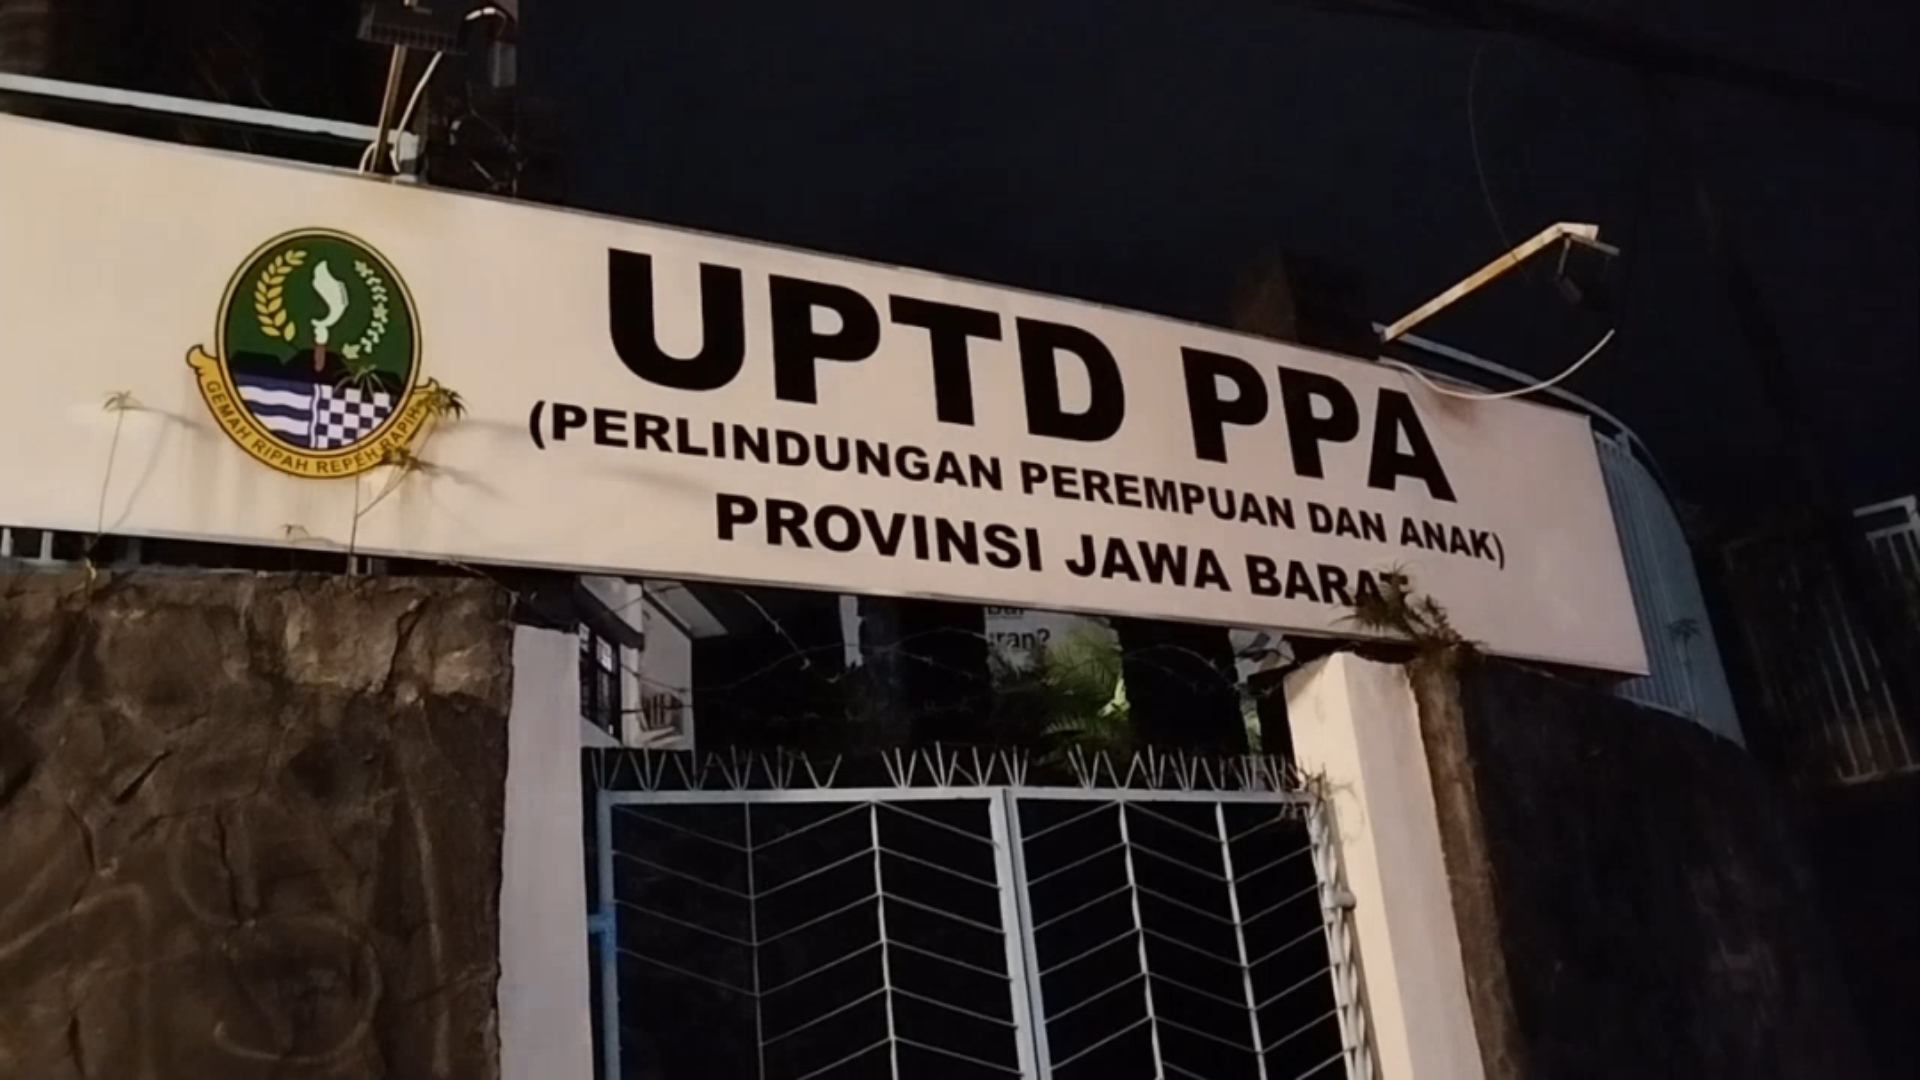 UPTD PPA
(PERLINDUNGAN PEREMPUAN DAN ANAK)
PROVINSI JAWA BARAT
GEMAH RIPAH REPEH RAPIH